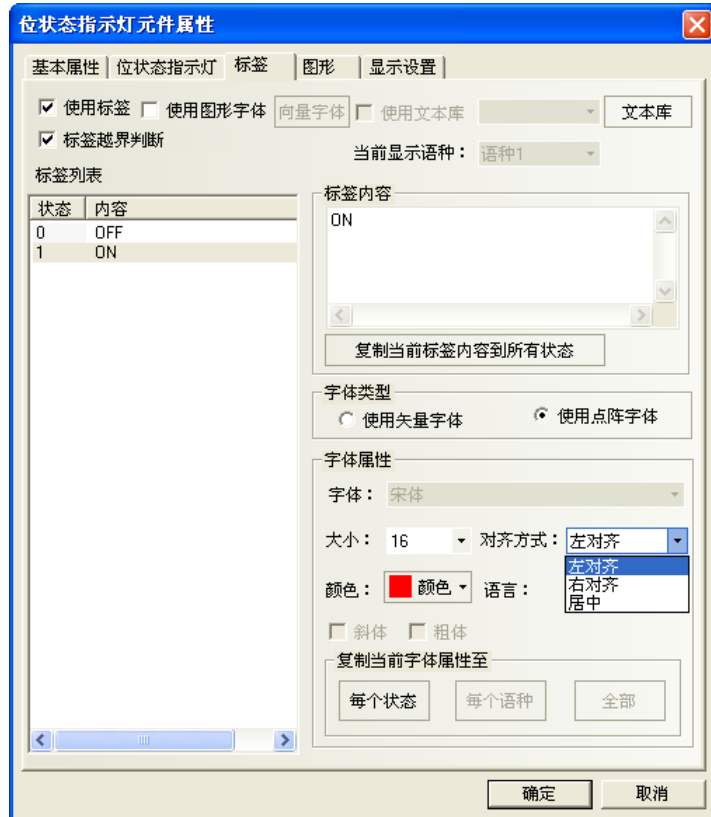 位状态指示灯元件属性
基本属性 位状态指示灯 标签 图形 显示设置
使用标签 使用图形字体 向量字体 使用文本库 文本库
标签越界判断
当前显示语种： 语种1
标签列表
标签内容
状态 内容
0 OFF
1 ON
ON
复制当前标签内容到所有状态
字体类型
使用矢量字体 使用点阵字体
字体属性
字体： 宋体
大小： 16 对齐方式： 左对齐
左对齐
右对齐
居中
颜色： 颜色 语言：
斜体 粗体
复制当前字体属性至
每个状态 每个语种 全部
确定 取消